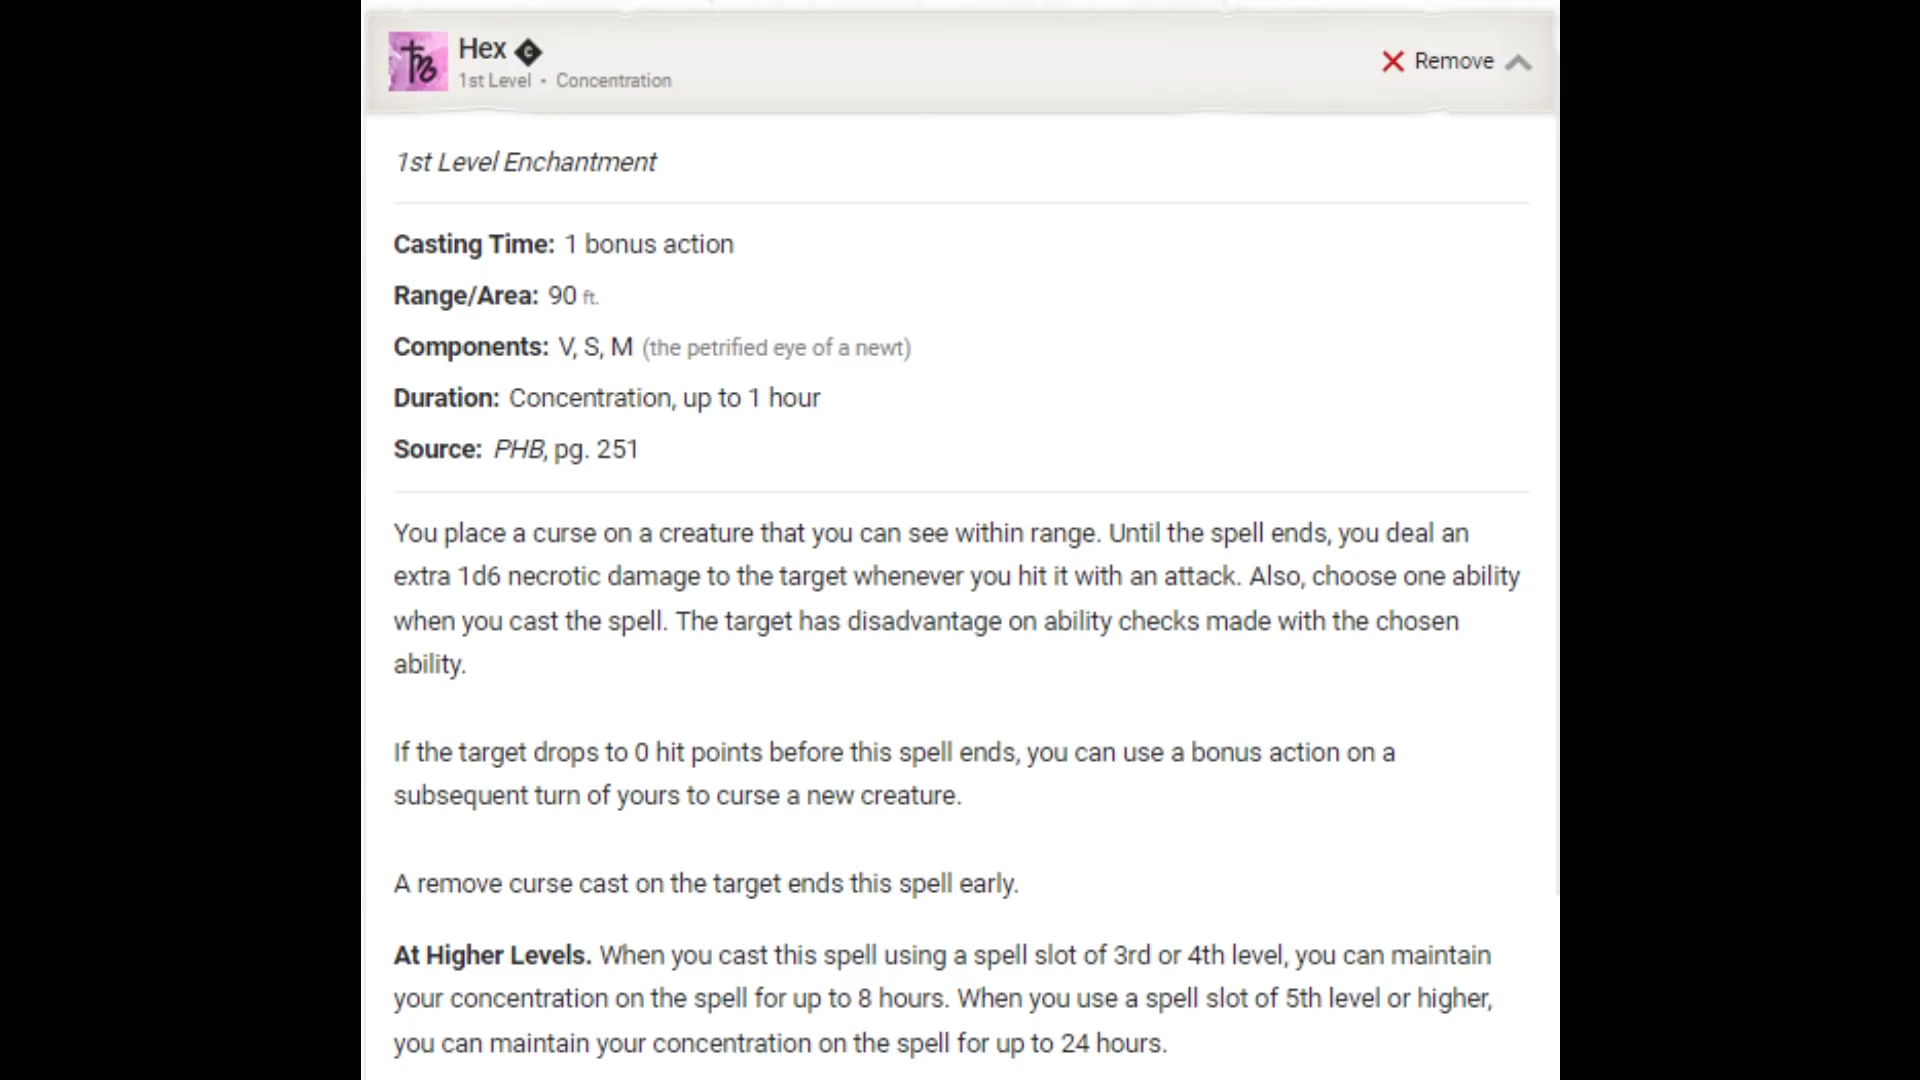 Hex C
1st Level • Concentration
Remove
1st Level Enchantment
Casting Time: 1 bonus action
Range/Area: 90 ft.
Components: V, S, M (the petrified eye of a newt)
Duration: Concentration, up to 1 hour
Source: PHB, pg. 251
You place a curse on a creature that you can see within range. Until the spell ends, you deal an
extra 1d6 necrotic damage to the target whenever you hit it with an attack. Also, choose one ability
when you cast the spell. The target has disadvantage on ability checks made with the chosen
ability.
If the target drops to 0 hit points before this spell ends, you can use a bonus action on a
subsequent turn of yours to curse a new creature.
A remove curse cast on the target ends this spell early.
At Higher Levels. When you cast this spell using a spell slot of 3rd or 4th level, you can maintain
your concentration on the spell for up to 8 hours. When you use a spell slot of 5th level or higher,
you can maintain your concentration on the spell for up to 24 hours.